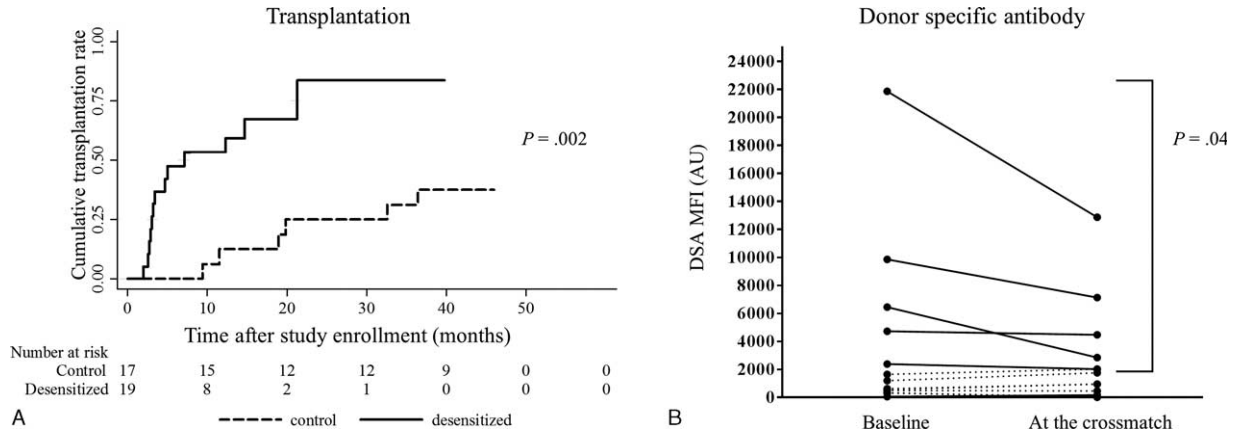 Transplantation
Cumulative transplantation rate
1.00
0.75
0.50
0.25
0.00
P = .002
0 10 20 30 40 50
Time after study enrollment (months)
Number at risk
Control 17 15 12 12 9 0 0
Desensitized 19 8 2 1 0 0 0
control desensitized
A
Donor specific antibody
DSA MFI (AU)
24000
22000
20000
18000
16000
14000
12000
10000
8000
6000
4000
2000
0
P = .04
Baseline At the crossmatch
B